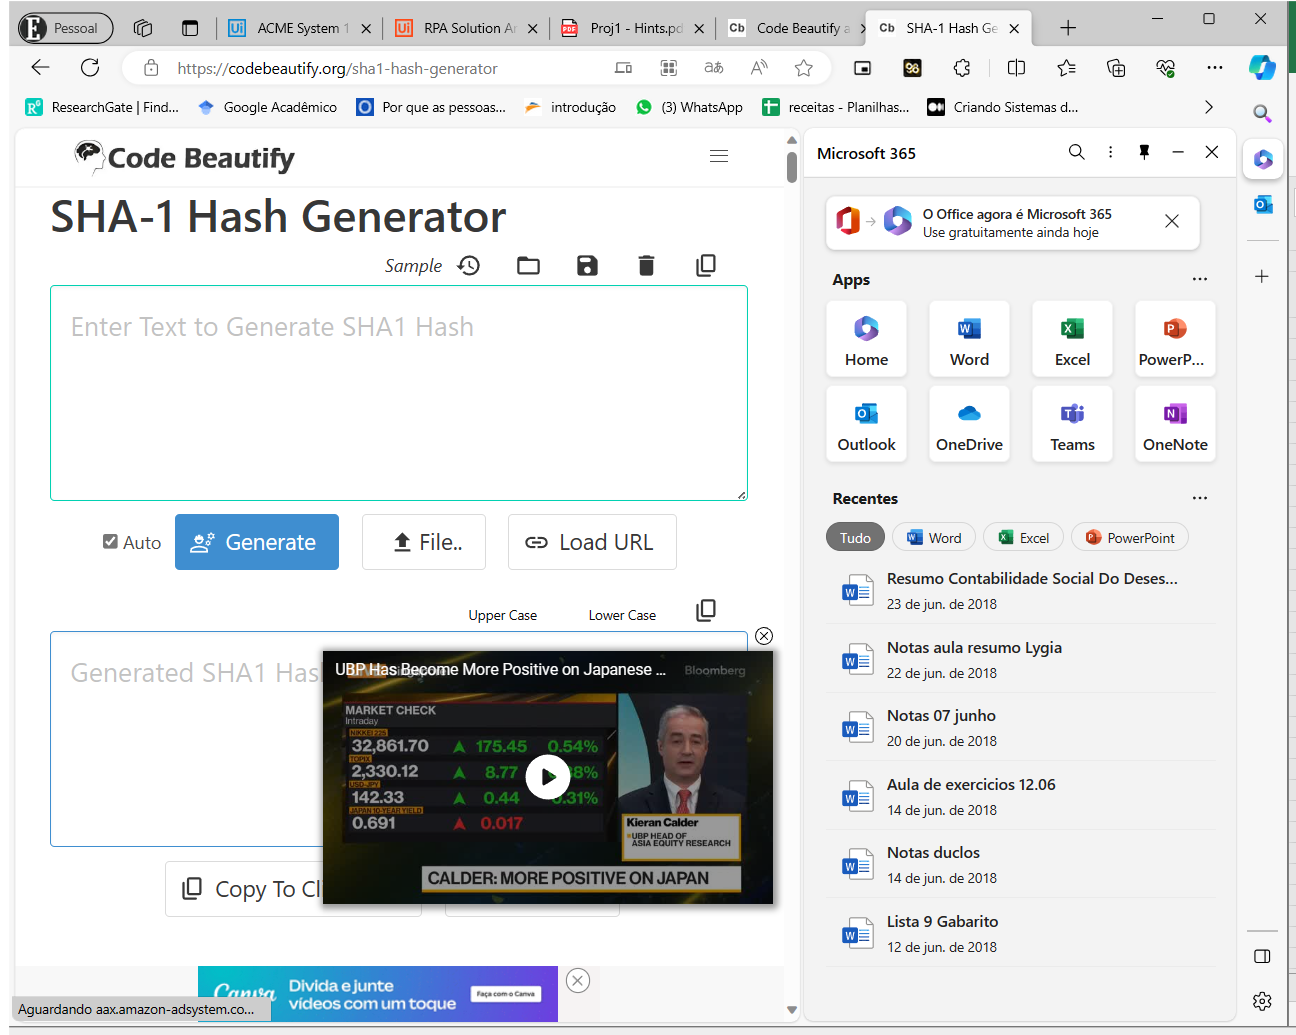 Pessoal
ACME System 1
RPA Solution Ar
Proj1 - Hints.pd
Code Beautify a
SHA-1 Hash Ge
https://codebeautify.org/sha1-hash-generator
ResearchGate | Find...
Google Acadêmico
Por que as pessoas...
introdução
(3) WhatsApp
receitas - Planilhas...
Criando Sistemas d...
Code Beautify
SHA-1 Hash Generator
Sample
Enter Text to Generate SHA1 Hash
Auto
Generate
File..
Load URL
Upper Case
Lower Case
Generated SHA1 Has
UBP Has Become More Positive on Japanese ...
Bloomberg
MARKET CHECK
Intraday
NIKKEI 225
32,861.70 175.45 0.54%
TOPIX
2,330.12 8.77 8%
USD-JPY
142.33 0.44 0.31%
JAPAN 10-YEAR YIELD
0.691 0.017
Kieran Calder
UBP HEAD OF
ASIA EQUITY RESEARCH
CALDER: MORE POSITIVE ON JAPAN
Copy To Cl
Canva
Divida e junte
vídeos com um toque
Faça com o Canva
Aguardando aax.amazon-adsystem.co...
Microsoft 365
O Office agora é Microsoft 365
Use gratuitamente ainda hoje
Apps
Home
Word
Excel
PowerP...
Outlook
OneDrive
Teams
OneNote
Recentes
Tudo
Word
Excel
PowerPoint
Resumo Contabilidade Social Do Deses...
23 de jun. de 2018
Notas aula resumo Lygia
22 de jun. de 2018
Notas 07 junho
20 de jun. de 2018
Aula de exercicios 12.06
14 de jun. de 2018
Notas duclos
14 de jun. de 2018
Lista 9 Gabarito
12 de jun. de 2018